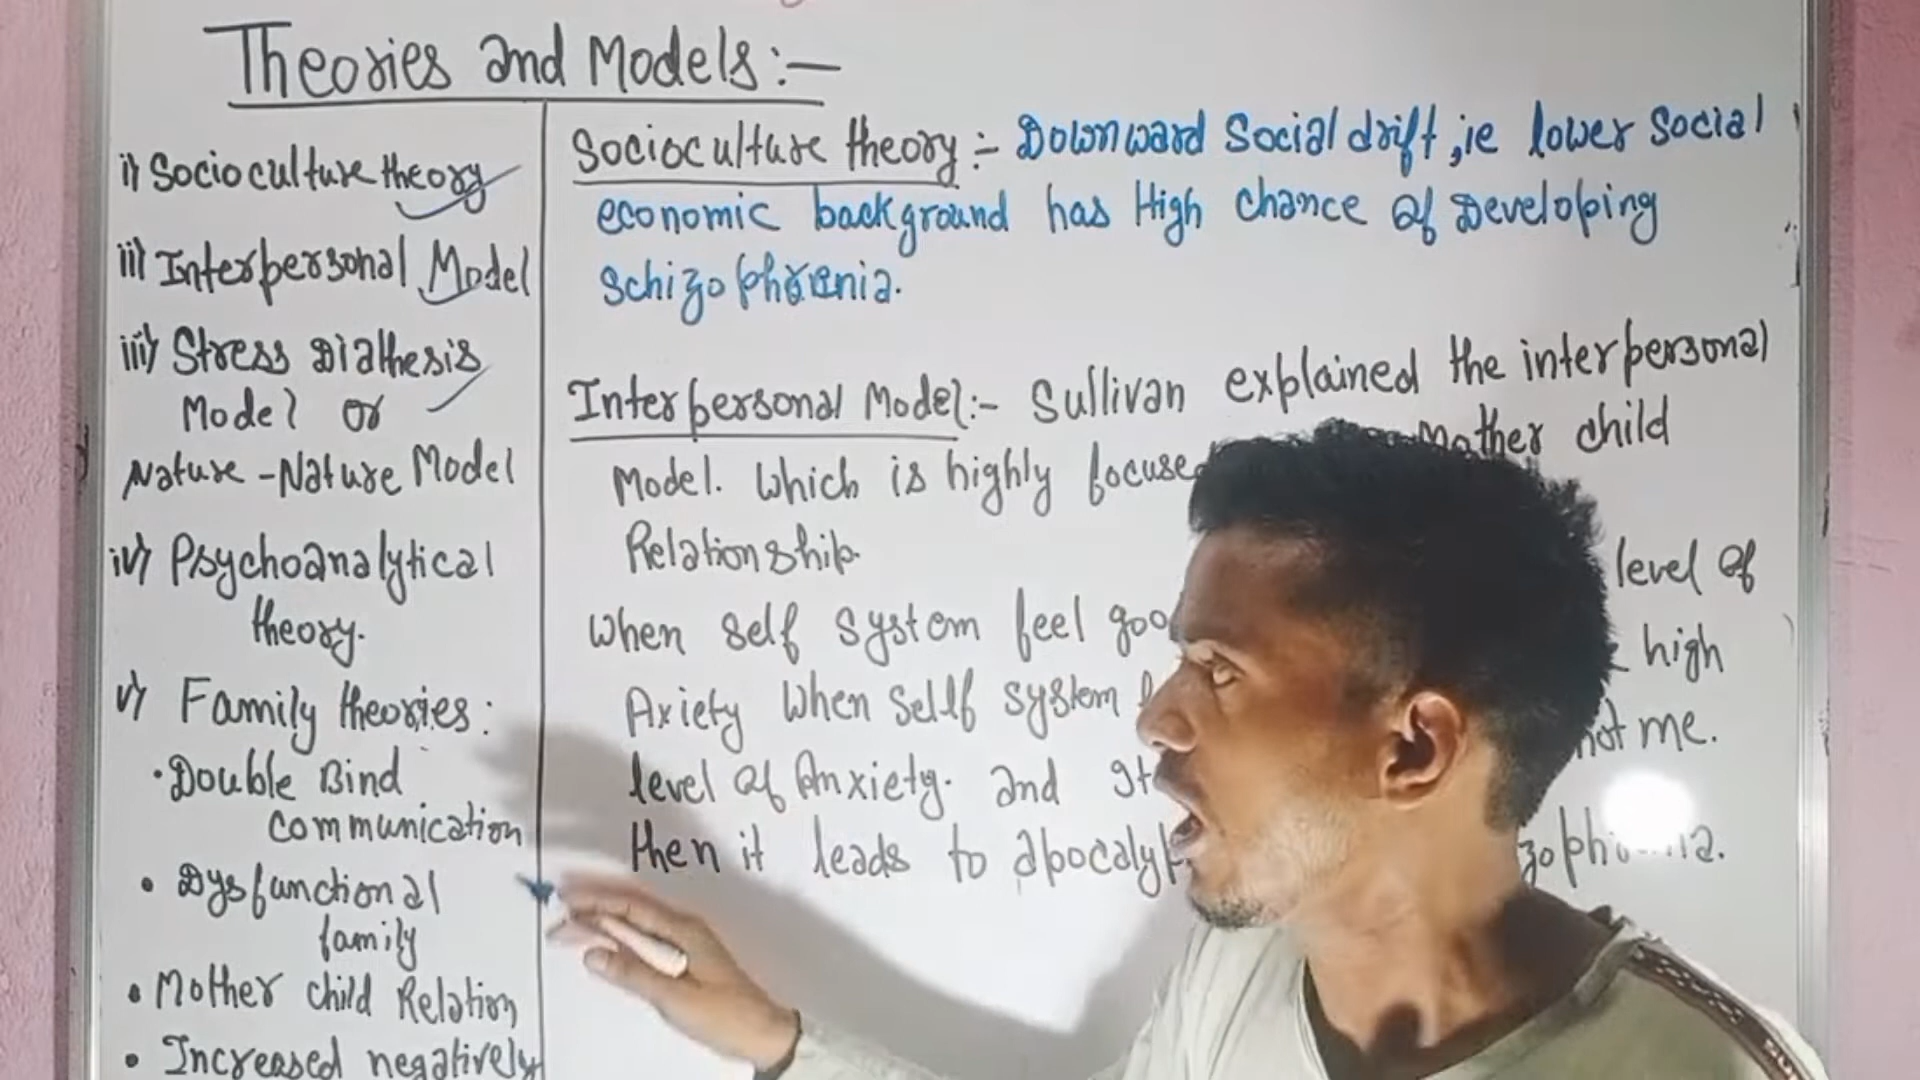 Theories and Models:-
i) Socioculture theory
ii) Interpersonal Model
iii) Stress Diathesis
Model or
Nature-Nature Model
iv) Psychoanalytical
theory.
v) Family theories:
• Double Bind
communication
• Dysfunctional
family
• Mother child Relation
• Increased negatively
Socioculture theory:- Downward Social drift, ie lower Social
economic background has High chance of Developing
Schizophrenia.
Interpersonal Model:- Sullivan explained the interpersonal
Model. Which is highly Mother child
Relationship.
When self system feel level of
Axiety When Sellf system high
level of Anxiety. and not me.
then it leads to